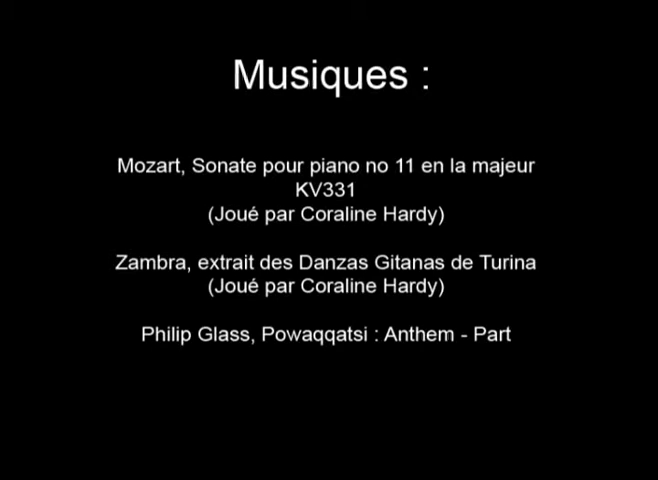 Musiques :
Mozart, Sonate pour piano no 11 en la majeur
KV331
(Joué par Coraline Hardy)
Zambra, extrait des Danzas Gitanas de Turina
(Joué par Coraline Hardy)
Philip Glass, Powaqqatsi : Anthem - Part